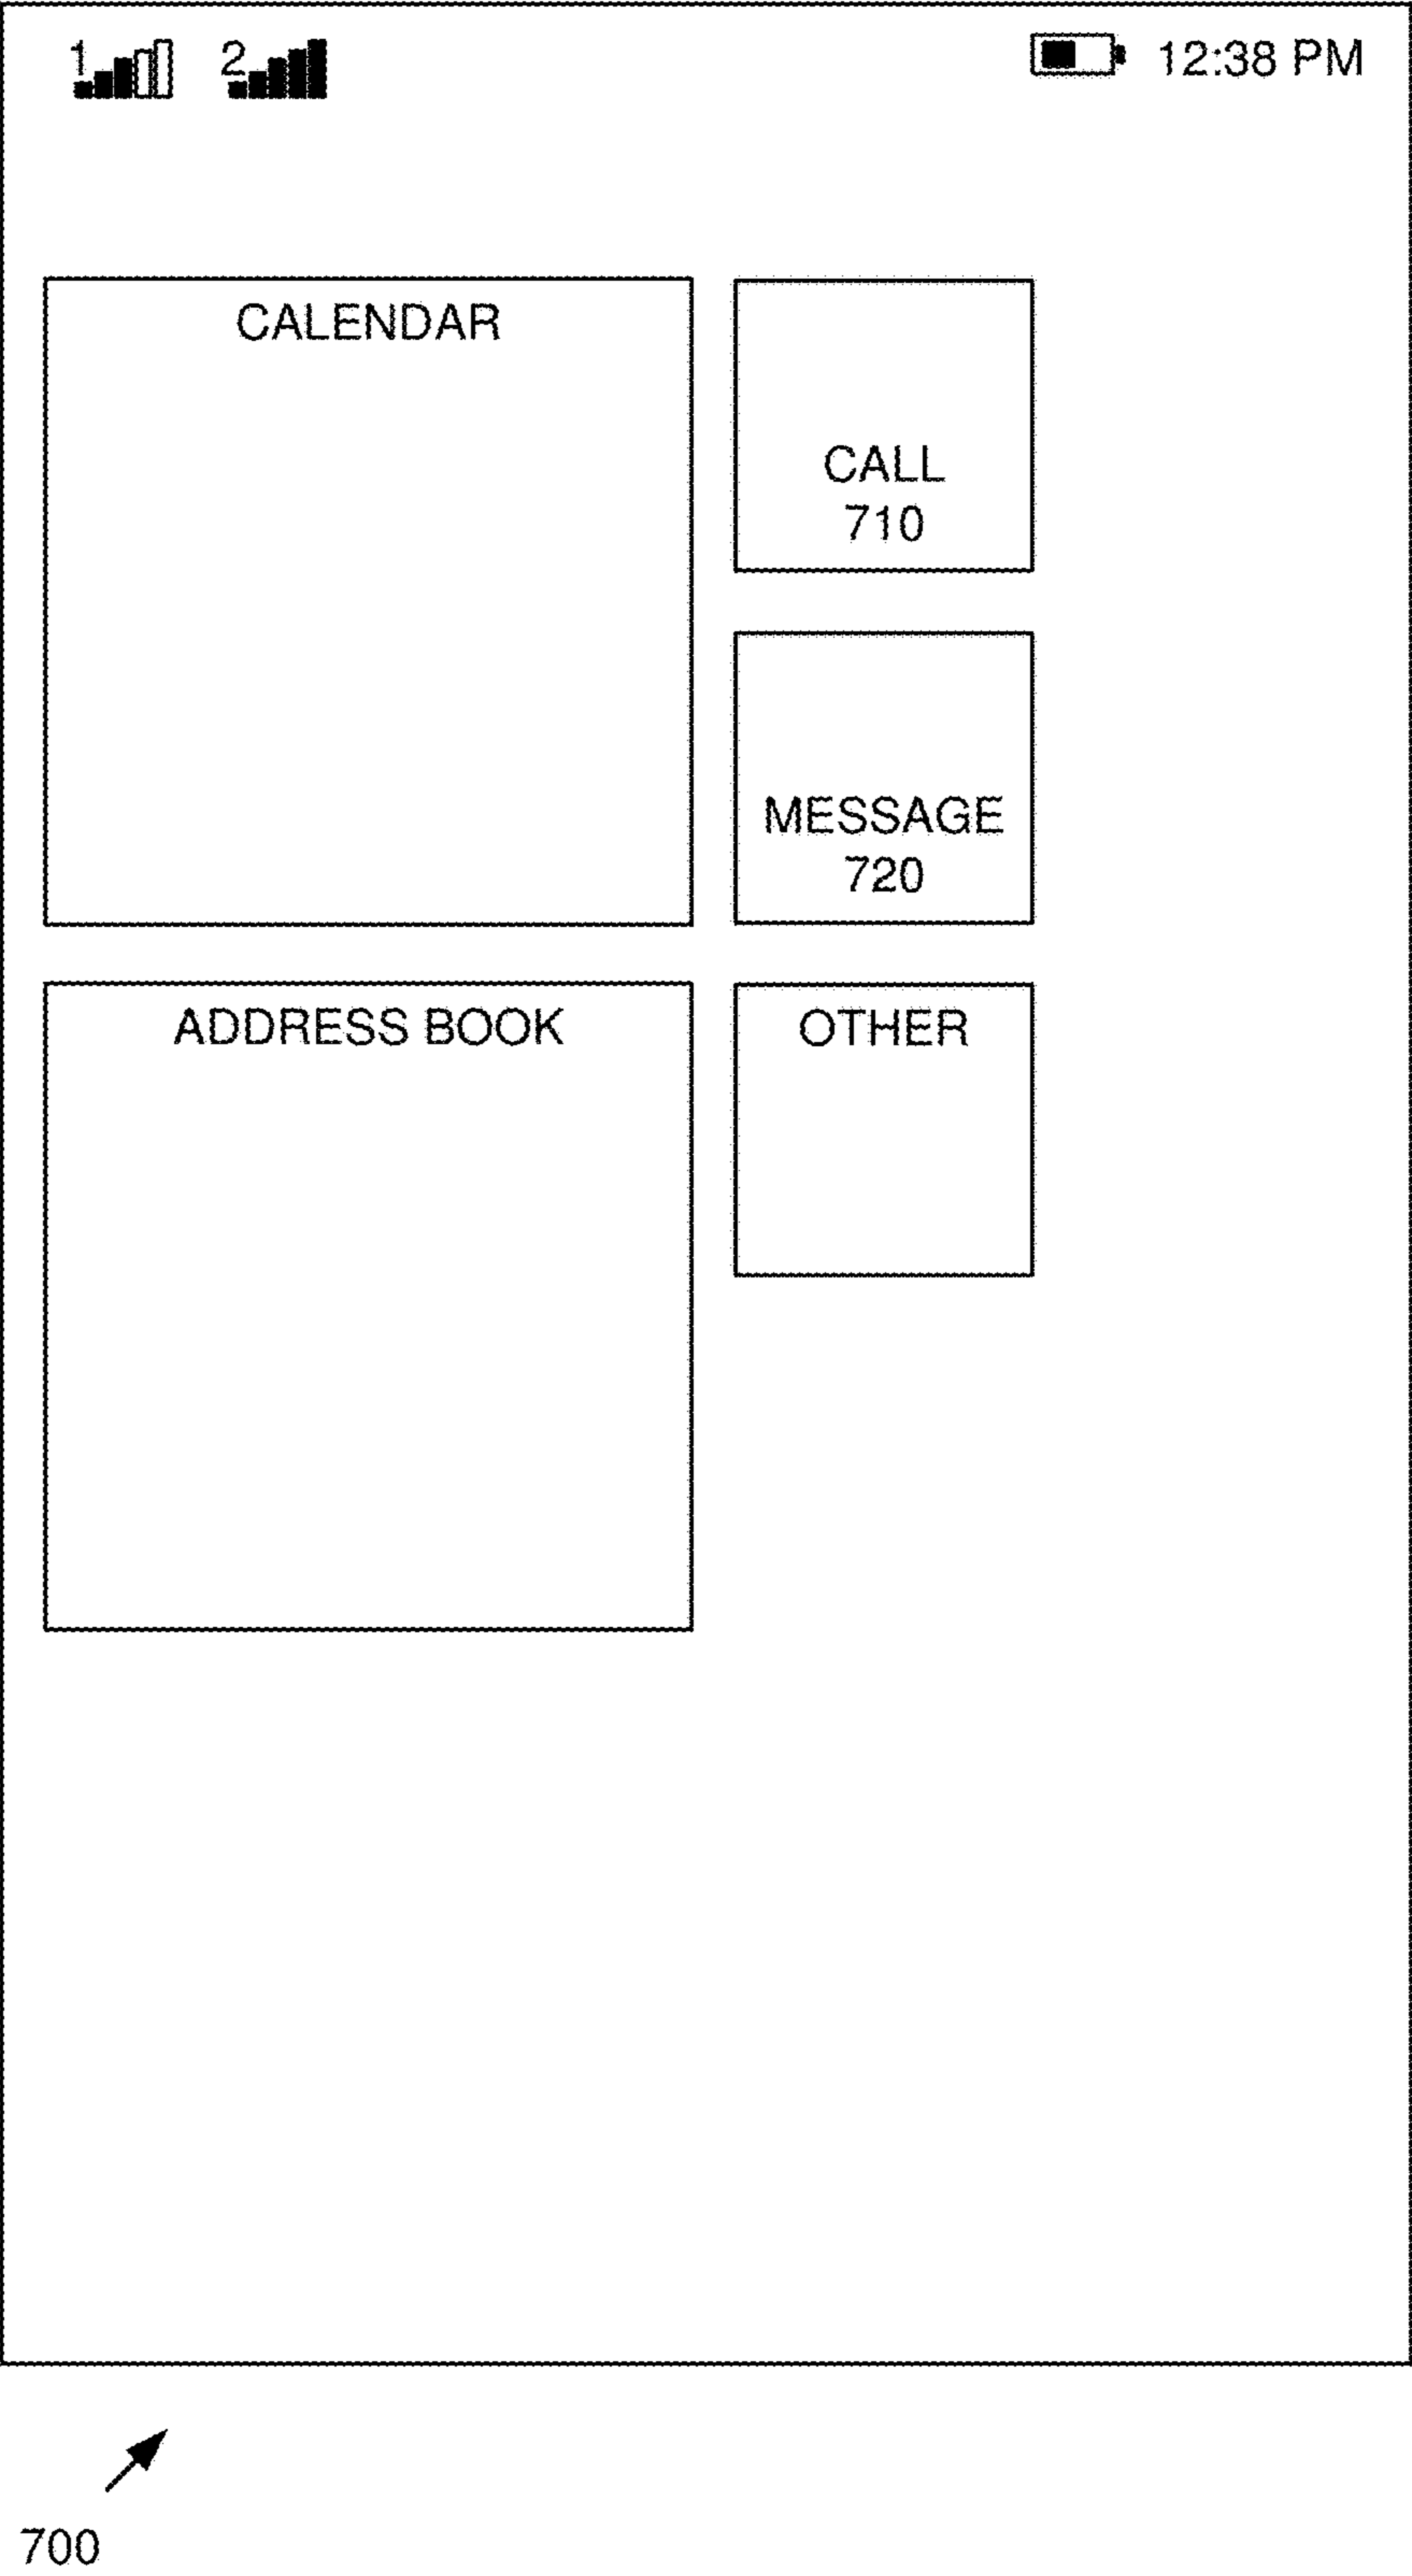 1 2 12:38 PM
CALENDAR
CALL
710
MESSAGE
720
ADDRESS BOOK
OTHER
700